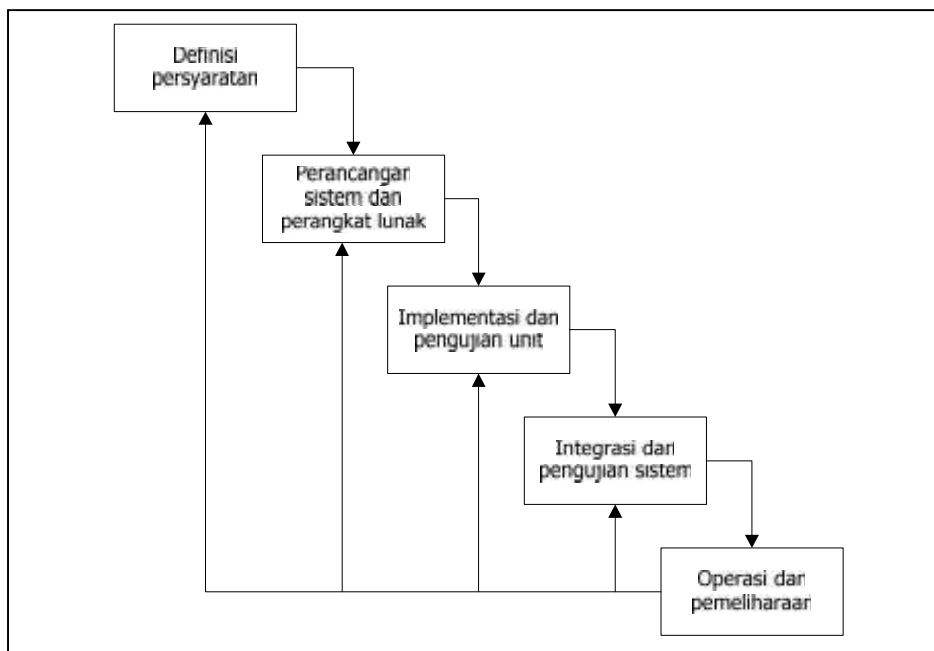 Definisi
persyaratan
Perancangan
sistem dan
perangkat lunak
Implementasi dan
pengujian unit
Integrasi dan
pengujian sistem
Operasi dan
pemeliharaan